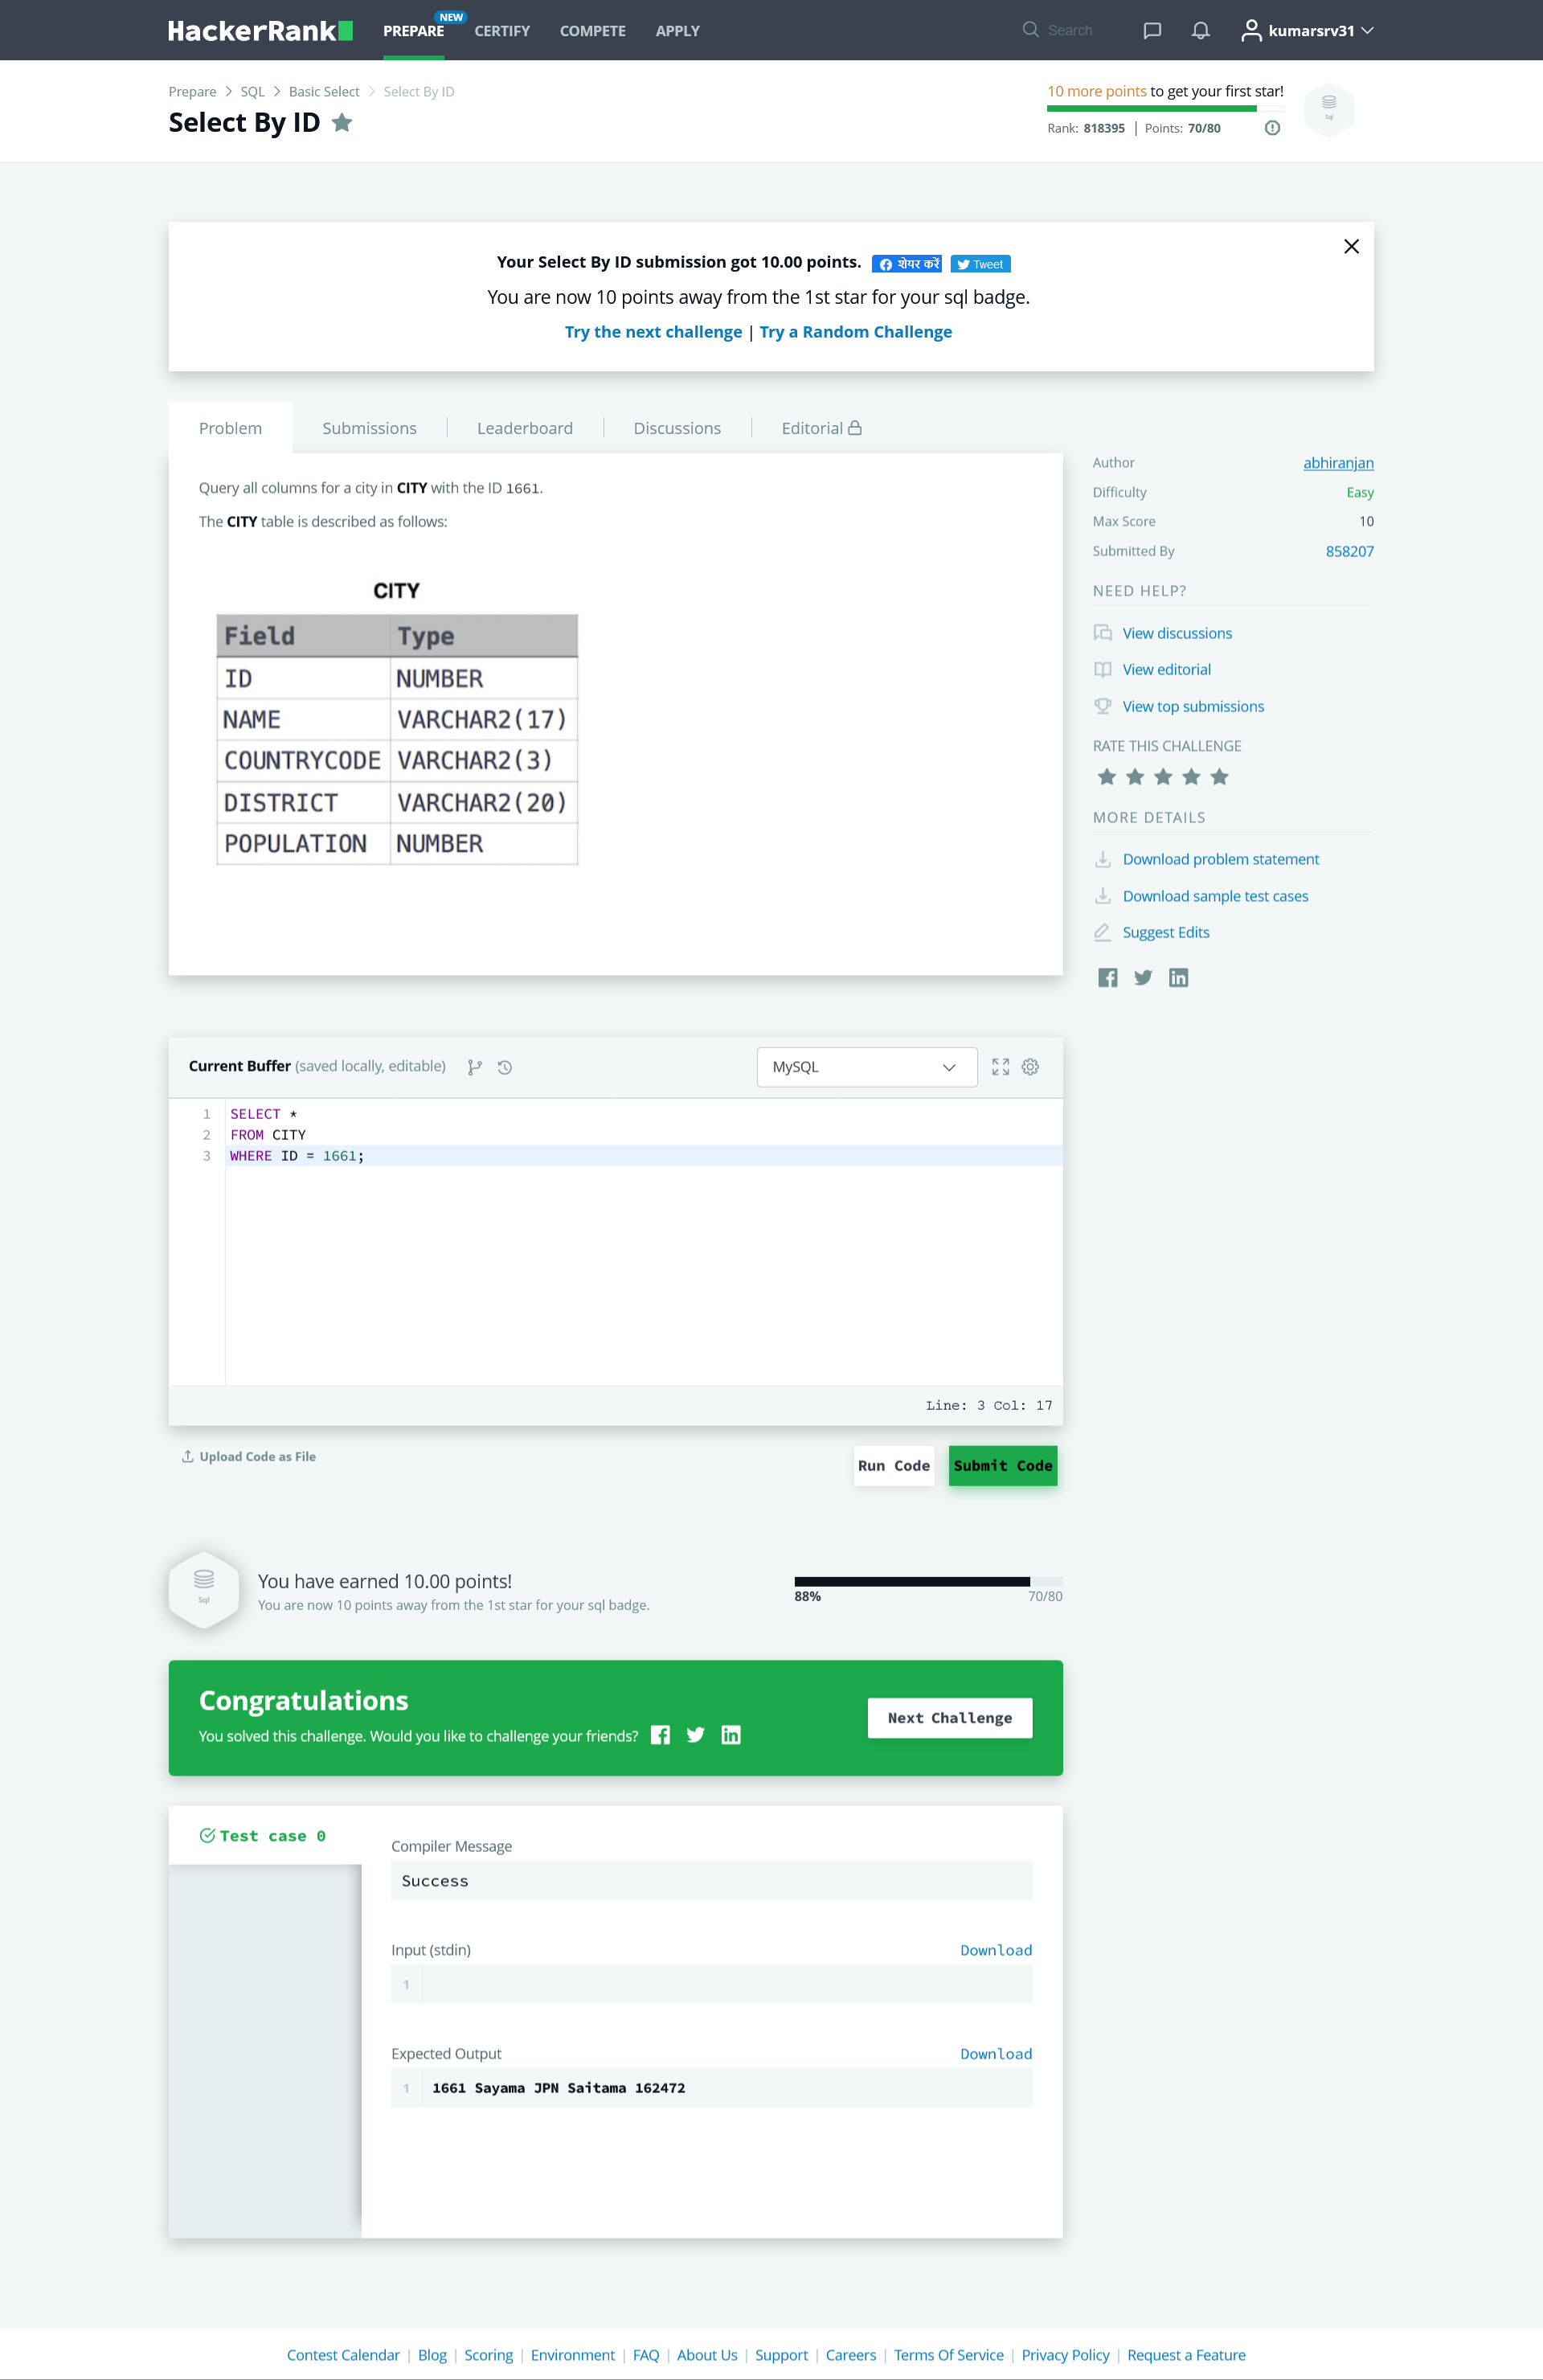 HackerRank
PREPARE NEW CERTIFY COMPETE APPLY
Search
kumarsrv31
Prepare > SQL > Basic Select > Select By ID
Select By ID
10 more points to get your first star!
Rank: 818395 | Points: 70/80
Sql
Your Select By ID submission got 10.00 points. शेयर करें Tweet
You are now 10 points away from the 1st star for your sql badge.
Try the next challenge | Try a Random Challenge
Problem Submissions Leaderboard Discussions Editorial
Query all columns for a city in CITY with the ID 1661.
The CITY table is described as follows:
CITY
Field Type
ID NUMBER
NAME VARCHAR2(17)
COUNTRYCODE VARCHAR2(3)
DISTRICT VARCHAR2(20)
POPULATION NUMBER
Author abhiranjan
Difficulty Easy
Max Score 10
Submitted By 858207
NEED HELP?
View discussions
View editorial
View top submissions
RATE THIS CHALLENGE
MORE DETAILS
Download problem statement
Download sample test cases
Suggest Edits
Current Buffer (saved locally, editable)
MySQL
1 SELECT *
2 FROM CITY
3 WHERE ID = 1661;
Line: 3 Col: 17
Upload Code as File
Run Code
Submit Code
Sql
You have earned 10.00 points!
You are now 10 points away from the 1st star for your sql badge.
88% 70/80
Congratulations
You solved this challenge. Would you like to challenge your friends?
Next Challenge
Test case 0
Compiler Message
Success
Input (stdin) Download
1
Expected Output Download
1 1661 Sayama JPN Saitama 162472
Contest Calendar | Blog | Scoring | Environment | FAQ | About Us | Support | Careers | Terms Of Service | Privacy Policy | Request a Feature